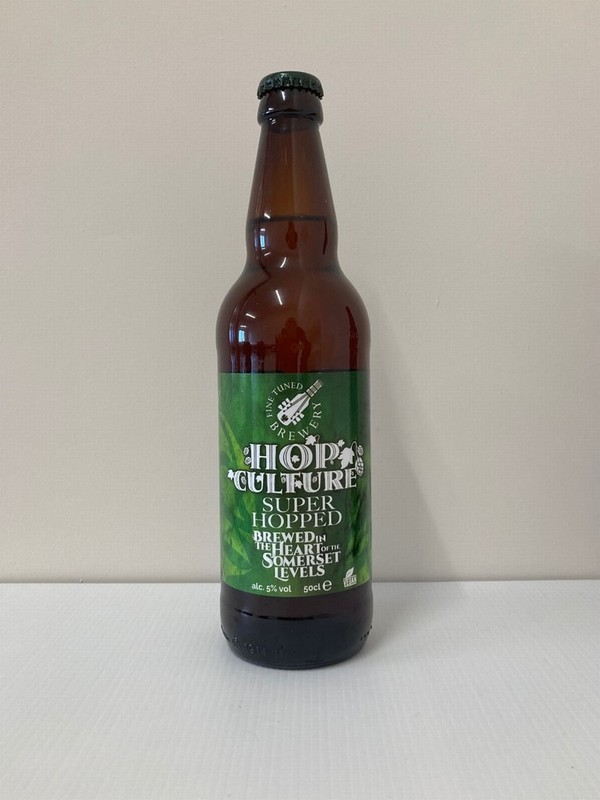 FINE TUNED
BREWERY
HOP
CULTURE
SUPER
HOPPED
BREWED IN
THE HEART OF THE
SOMERSET
LEVELS
alc. 5% vol 50cl e
VEGAN